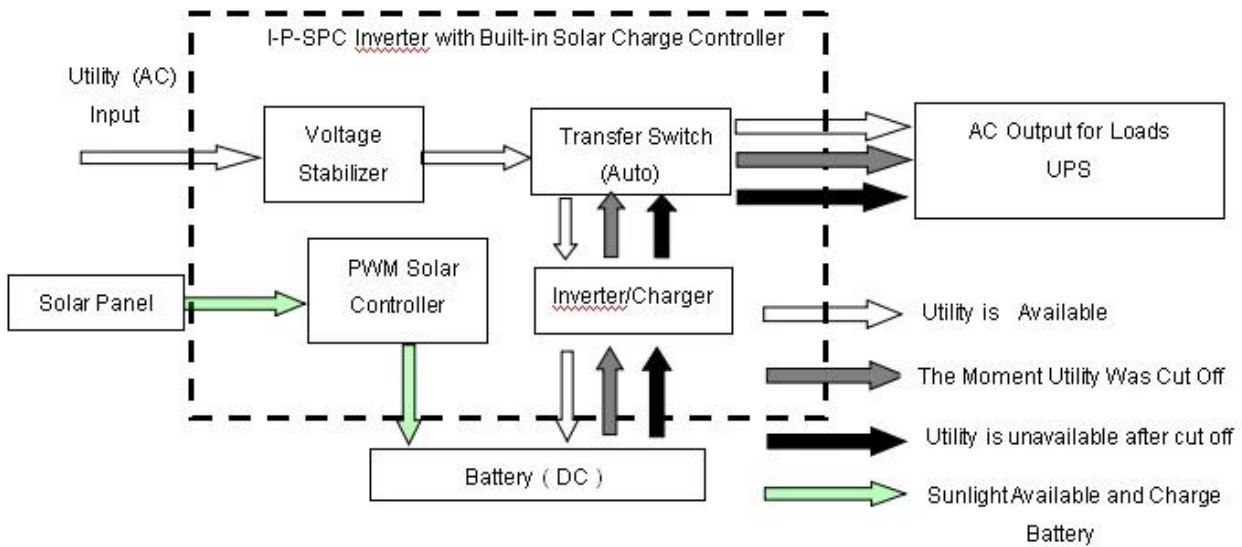 I-P-SPC Inverter with Built-in Solar Charge Controller
Utility (AC)
Input
Voltage
Stabilizer
Transfer Switch
(Auto)
AC Output for Loads
UPS
Solar Panel
PWM Solar
Controller
Inverter/Charger
Battery ( DC )
Utility is Available
The Moment Utility Was Cut Off
Utility is unavailable after cut off
Sunlight Available and Charge
Battery